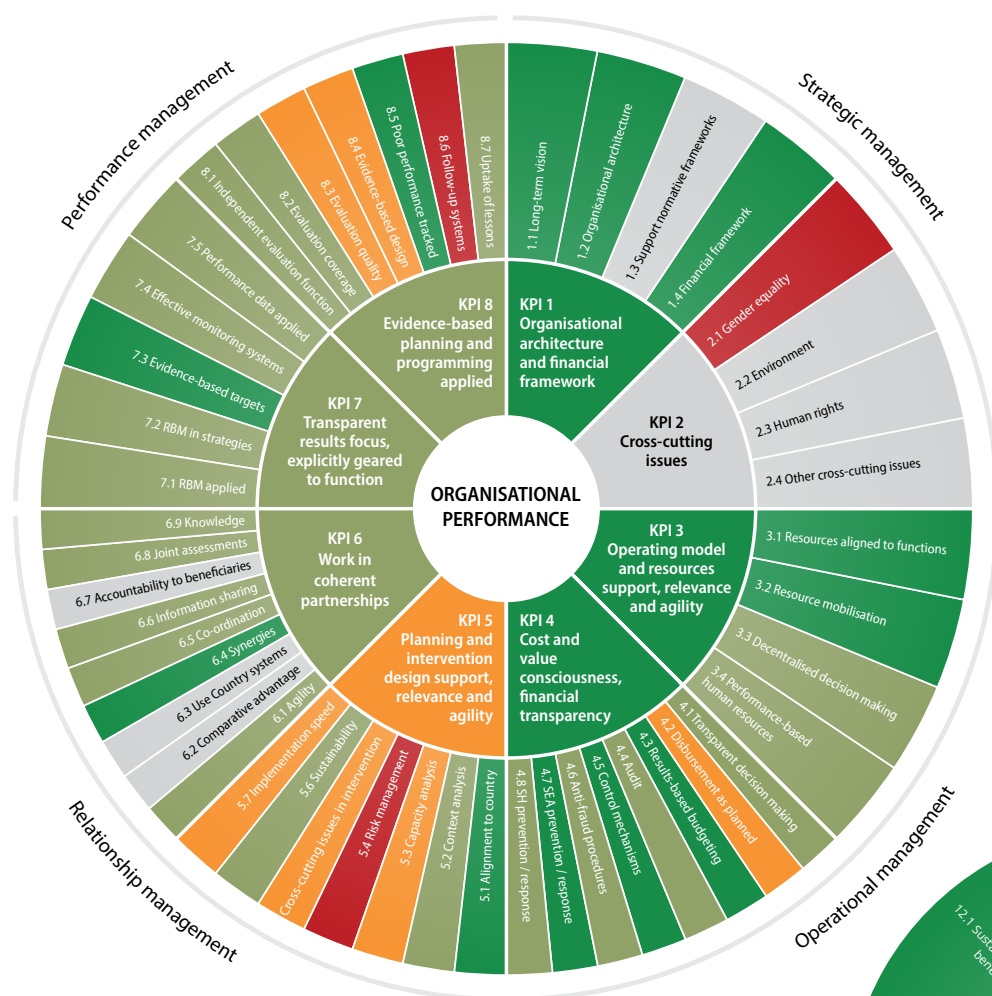 Performance management
Strategic management
Operational management
Relationship management
ORGANISATIONAL
PERFORMANCE
KPI 1
Organisational
architecture
and financial
framework
1.1 Long-term vision
1.2 Organisational architecture
1.3 Support normative frameworks
1.4 Financial framework
KPI 2
Cross-cutting
issues
2.1 Gender equality
2.2 Environment
2.3 Human rights
2.4 Other cross-cutting issues
KPI 3
Operating model
and resources
support, relevance
and agility
3.1 Resources aligned to functions
3.2 Resource mobilisation
3.3 Decentralised decision making
3.4 Performance-based
human resources
KPI 4
Cost and
value
consciousness,
financial
transparency
4.1 Transparent decision making
4.2 Disbursement as planned
4.3 Results-based budgeting
4.4 Audit
4.5 Control mechanisms
4.6 Anti-fraud procedures
4.7 SEA prevention / response
4.8 SH prevention / response
KPI 5
Planning and
intervention
design support,
relevance and
agility
5.1 Alignment to country
5.2 Context analysis
5.3 Capacity analysis
5.4 Risk management
Cross-cutting issues in intervention
5.6 Sustainability
5.7 Implementation speed
KPI 6
Work in
coherent
partnerships
6.1 Agility
6.2 Comparative advantage
6.3 Use Country systems
6.4 Synergies
6.5 Co-ordination
6.6 Information sharing
6.7 Accountability to beneficiaries
6.8 Joint assessments
6.9 Knowledge
KPI 7
Transparent
results focus,
explicitly geared
to function
7.1 RBM applied
7.2 RBM in strategies
7.3 Evidence-based targets
7.4 Effective monitoring systems
7.5 Performance data applied
KPI 8
Evidence-based
planning and
programming
applied
8.1 Independent evaluation function
8.2 Evaluation coverage
8.3 Evaluation quality
8.4 Evidence-based design
8.5 Poor performance tracked
8.6 Follow-up systems
8.7 Uptake of lessons
12.1